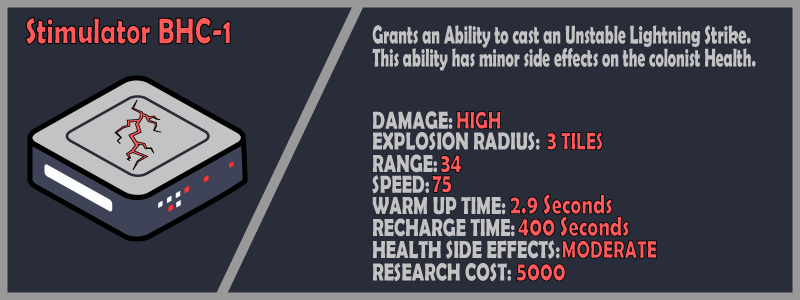 Stimulator BHC-1
Grants an Ability to cast an Unstable Lightning Strike.
This ability has minor side effects on the colonist Health.
DAMAGE: HIGH
EXPLOSION RADIUS: 3 TILES
RANGE: 34
SPEED: 75
WARM UP TIME: 2.9 Seconds
RECHARGE TIME: 400 Seconds
HEALTH SIDE EFFECTS: MODERATE
RESEARCH COST: 5000